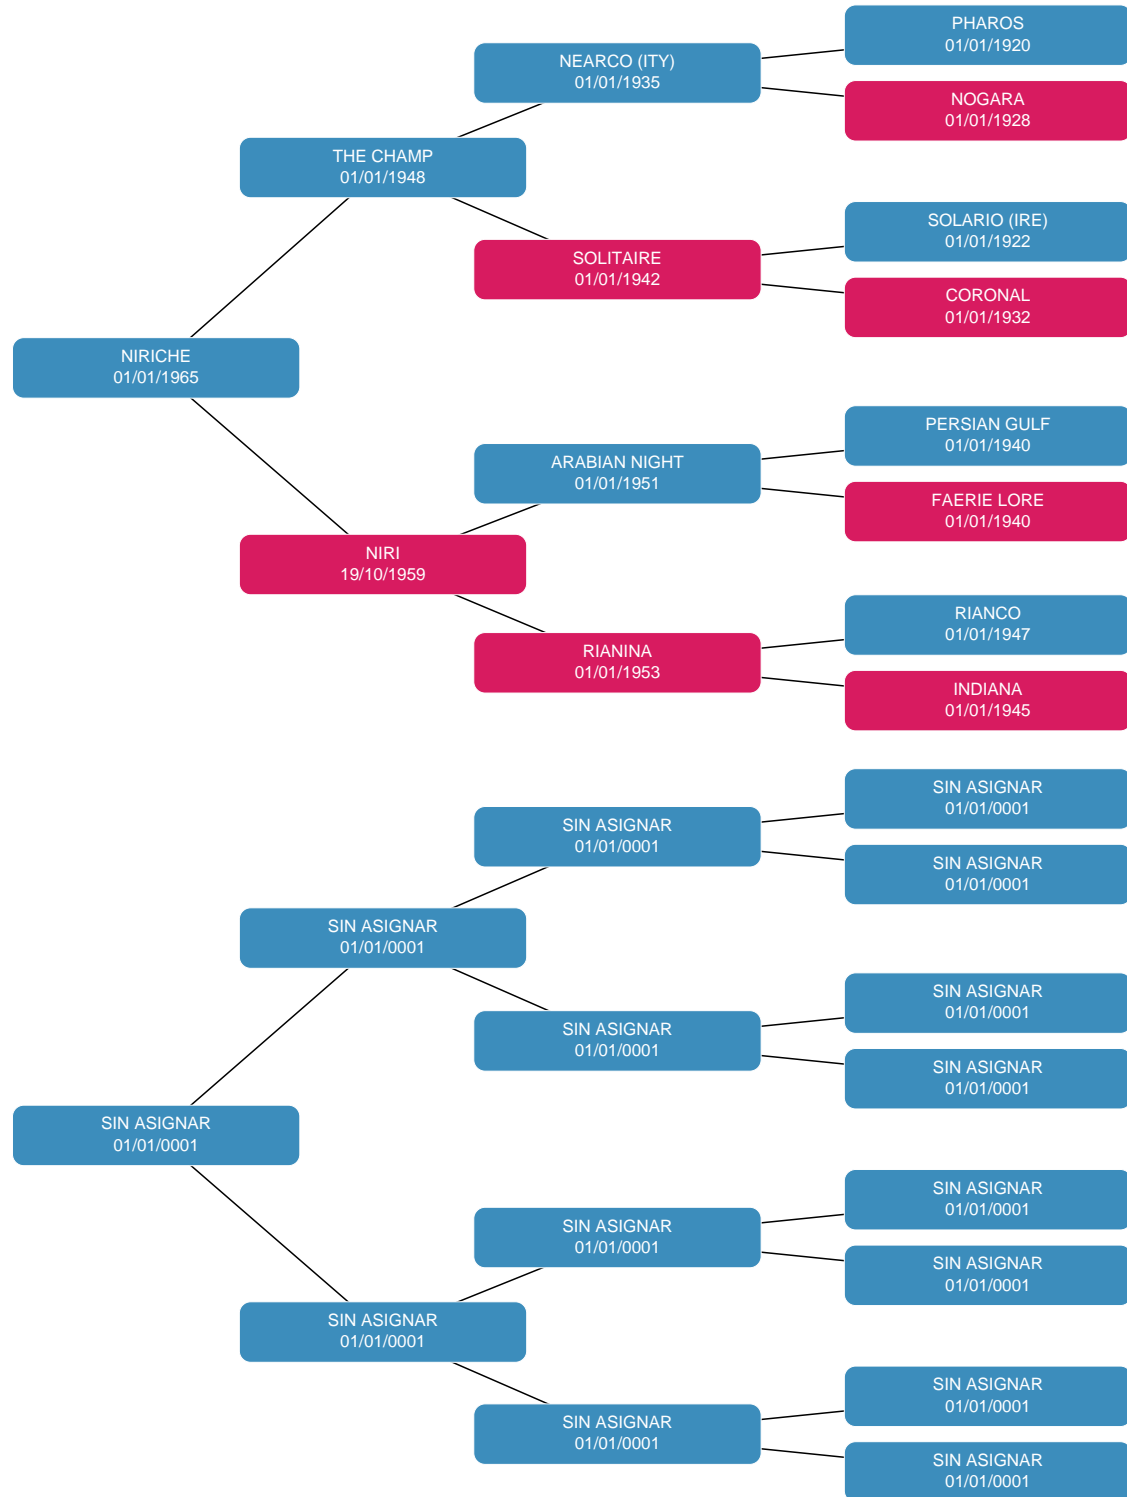 PHAROS
01/01/1920
NEARCO (ITY)
01/01/1935
NOGARA
01/01/1928
THE CHAMP
01/01/1948
SOLARIO (IRE)
01/01/1922
SOLITAIRE
01/01/1942
CORONAL
01/01/1932
NIRICHE
01/01/1965
PERSIAN GULF
01/01/1940
ARABIAN NIGHT
01/01/1951
FAERIE LORE
01/01/1940
NIRI
19/10/1959
RIANCO
01/01/1947
RIANINA
01/01/1953
INDIANA
01/01/1945
SIN ASIGNAR
01/01/0001
SIN ASIGNAR
01/01/0001
SIN ASIGNAR
01/01/0001
SIN ASIGNAR
01/01/0001
SIN ASIGNAR
01/01/0001
SIN ASIGNAR
01/01/0001
SIN ASIGNAR
01/01/0001
SIN ASIGNAR
01/01/0001
SIN ASIGNAR
01/01/0001
SIN ASIGNAR
01/01/0001
SIN ASIGNAR
01/01/0001
SIN ASIGNAR
01/01/0001
SIN ASIGNAR
01/01/0001
SIN ASIGNAR
01/01/0001
SIN ASIGNAR
01/01/0001